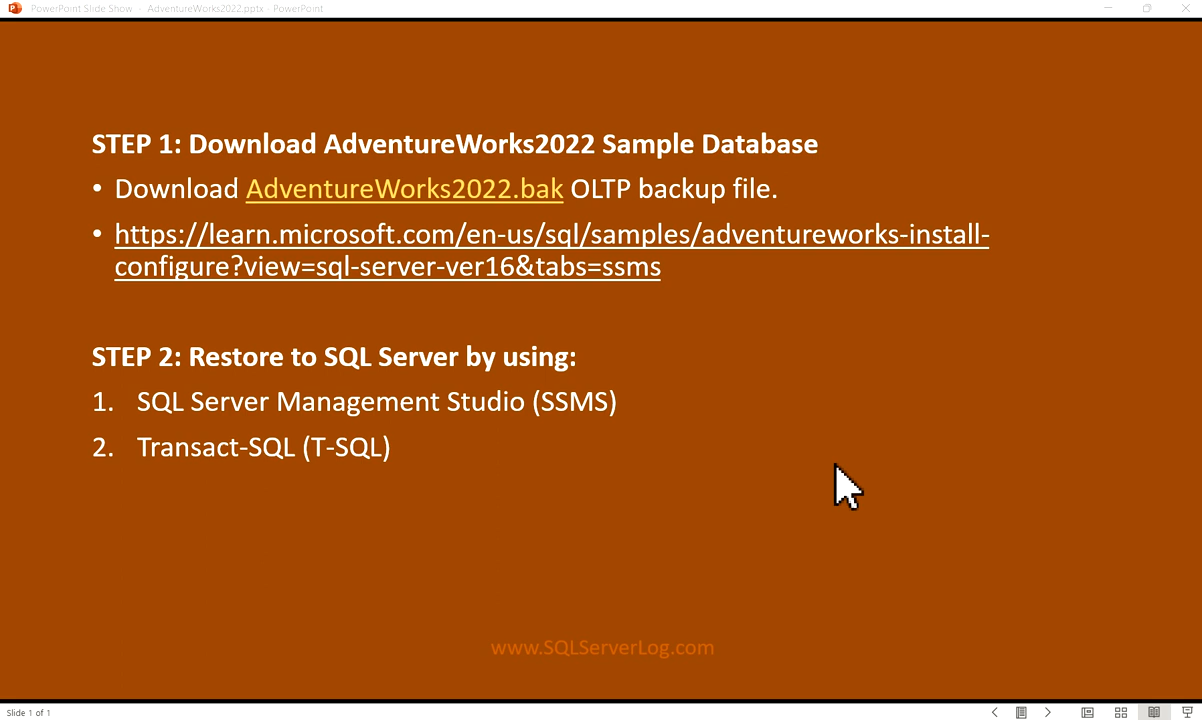 PowerPoint Slide Show - AdventureWorks2022.pptx - PowerPoint
STEP 1: Download AdventureWorks2022 Sample Database
• Download AdventureWorks2022.bak OLTP backup file.
• https://learn.microsoft.com/en-us/sql/samples/adventureworks-install-
configure?view=sql-server-ver16&tabs=ssms
STEP 2: Restore to SQL Server by using:
1. SQL Server Management Studio (SSMS)
2. Transact-SQL (T-SQL)
www.SQLServerLog.com
Slide 1 of 1